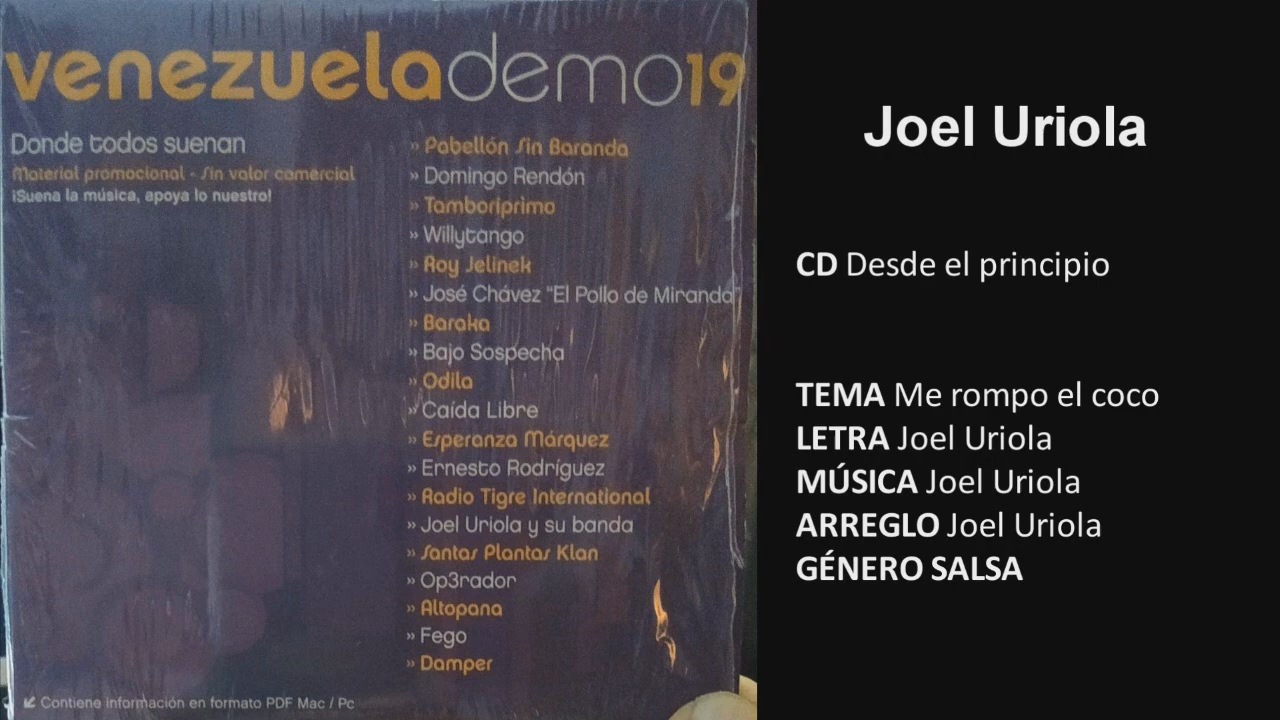 venezuelademo19
Donde todos suenan
Material promocional - Sin valor comercial
¡Suena la música, apoya lo nuestro!
» Pabellón Sin Baranda
» Domingo Rendón
» Tamboriprimo
» Willytango
» Roy Jelinek
» José Chávez "El Pollo de Miranda"
» Baraka
» Bajo Sospecha
» Odila
» Caída Libre
» Esperanza Márquez
» Ernesto Rodríguez
» Radio Tigre International
» Joel Uriola y su banda
» Santas Plantas Klan
» Op3rador
» Altopana
» Fego
» Damper
Contiene información en formato PDF Mac / Pc
Joel Uriola
CD Desde el principio
TEMA Me rompo el coco
LETRA Joel Uriola
MÚSICA Joel Uriola
ARREGLO Joel Uriola
GÉNERO SALSA